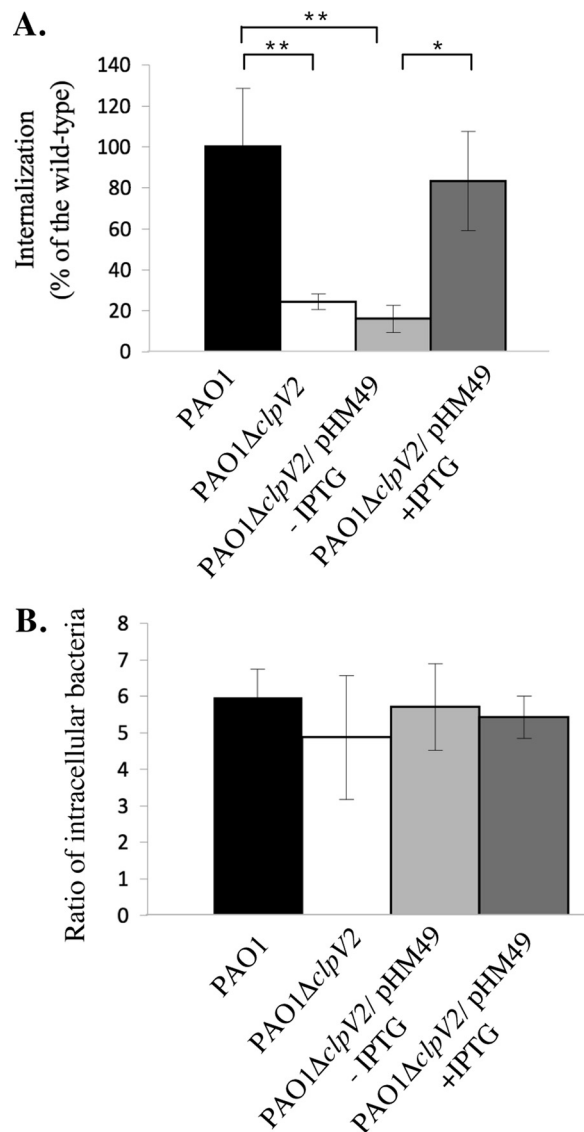 A.
**
**
*
Internalization
(% of the wild-type)
140
120
100
80
60
40
20
0
PAO1
PAO1ΔclpV2
PAO1ΔclpV2/ pHM49
- IPTG
PAO1ΔclpV2/ pHM49
+IPTG
B.
Ratio of intracellular bacteria
8
7
6
5
4
3
2
1
0
PAO1
PAO1ΔclpV2
PAO1ΔclpV2/ pHM49
- IPTG
PAO1ΔclpV2/ pHM49
+IPTG